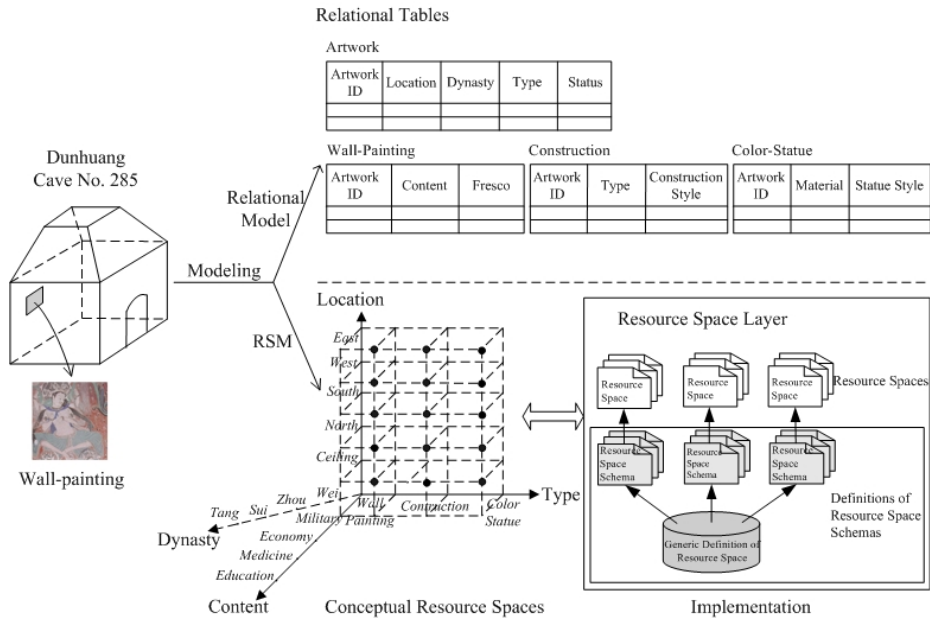 Relational Tables
Artwork
Artwork ID Location Dynasty Type Status
Dunhuang
Cave No. 285
Wall-Painting Construction Color-Statue
Artwork ID Content Fresco Artwork ID Type Construction Style Artwork ID Material Statue Style
Relational
Model
Modeling
RSM
Wall-painting
Location
East
West
South
North
Ceiling
Wei
Zhou
Sui
Tang
Dynasty
Military
Economy
Medicine
Education
Content
Wall
Painting
Contruction
Color
Statue
Type
Conceptual Resource Spaces
Resource Space Layer
Resource
Space
Resource
Space
Resource
Space
Resource Spaces
Resource
Space
Schema
Resource
Space
Schema
Resource
Space
Schema
Definitions of
Resource Space
Schemas
Generic Definition of
Resource Space
Implementation